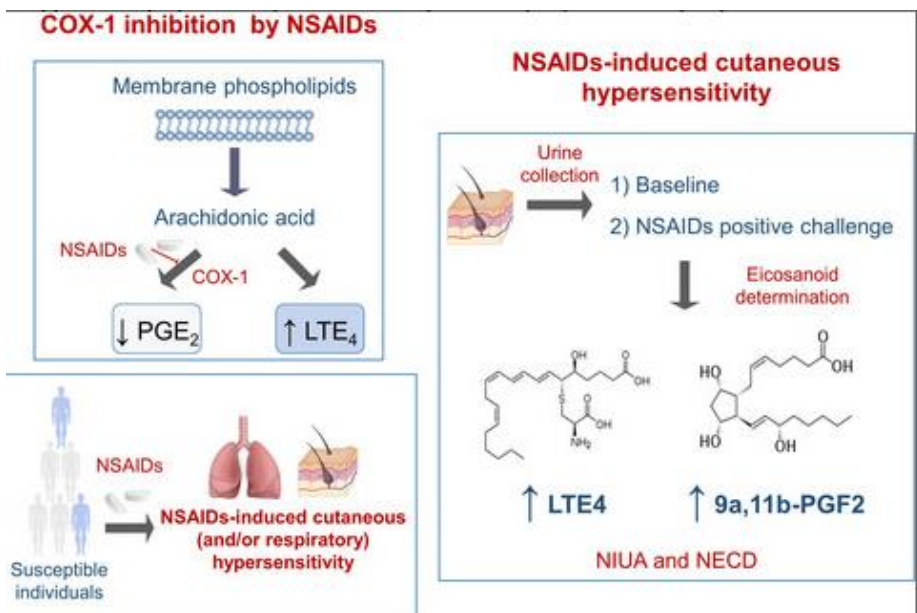 COX-1 inhibition by NSAIDs
Membrane phospholipids
Arachidonic acid
NSAIDs
COX-1
↓ PGE2
↑ LTE4
NSAIDs
Susceptible
individuals
NSAIDs-induced cutaneous
(and/or respiratory)
hypersensitivity
NSAIDs-induced cutaneous
hypersensitivity
Urine
collection
1) Baseline
2) NSAIDs positive challenge
Eicosanoid
determination
OH
O
OH
S
O
OH
NH2
O
OH
HO
HO
OH
↑ LTE4
↑ 9a,11b-PGF2
NIUA and NECD